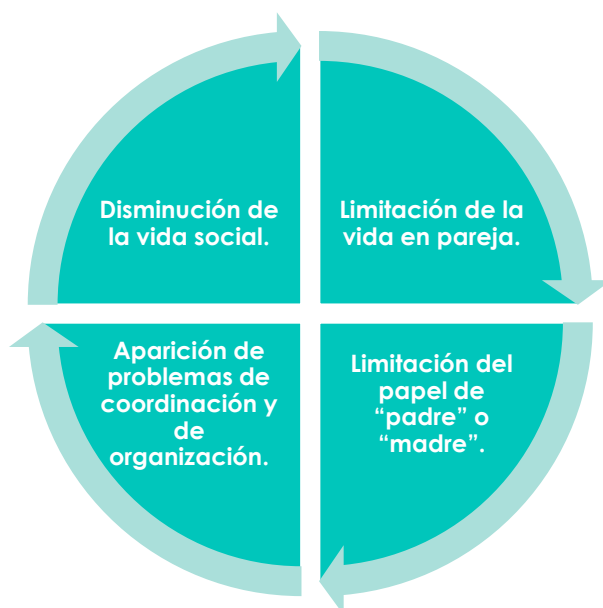 Disminución de
la vida social.
Limitación de la
vida en pareja.
Aparición de
problemas de
coordinación y
de
organización.
Limitación del
papel de
“padre” o
“madre”.